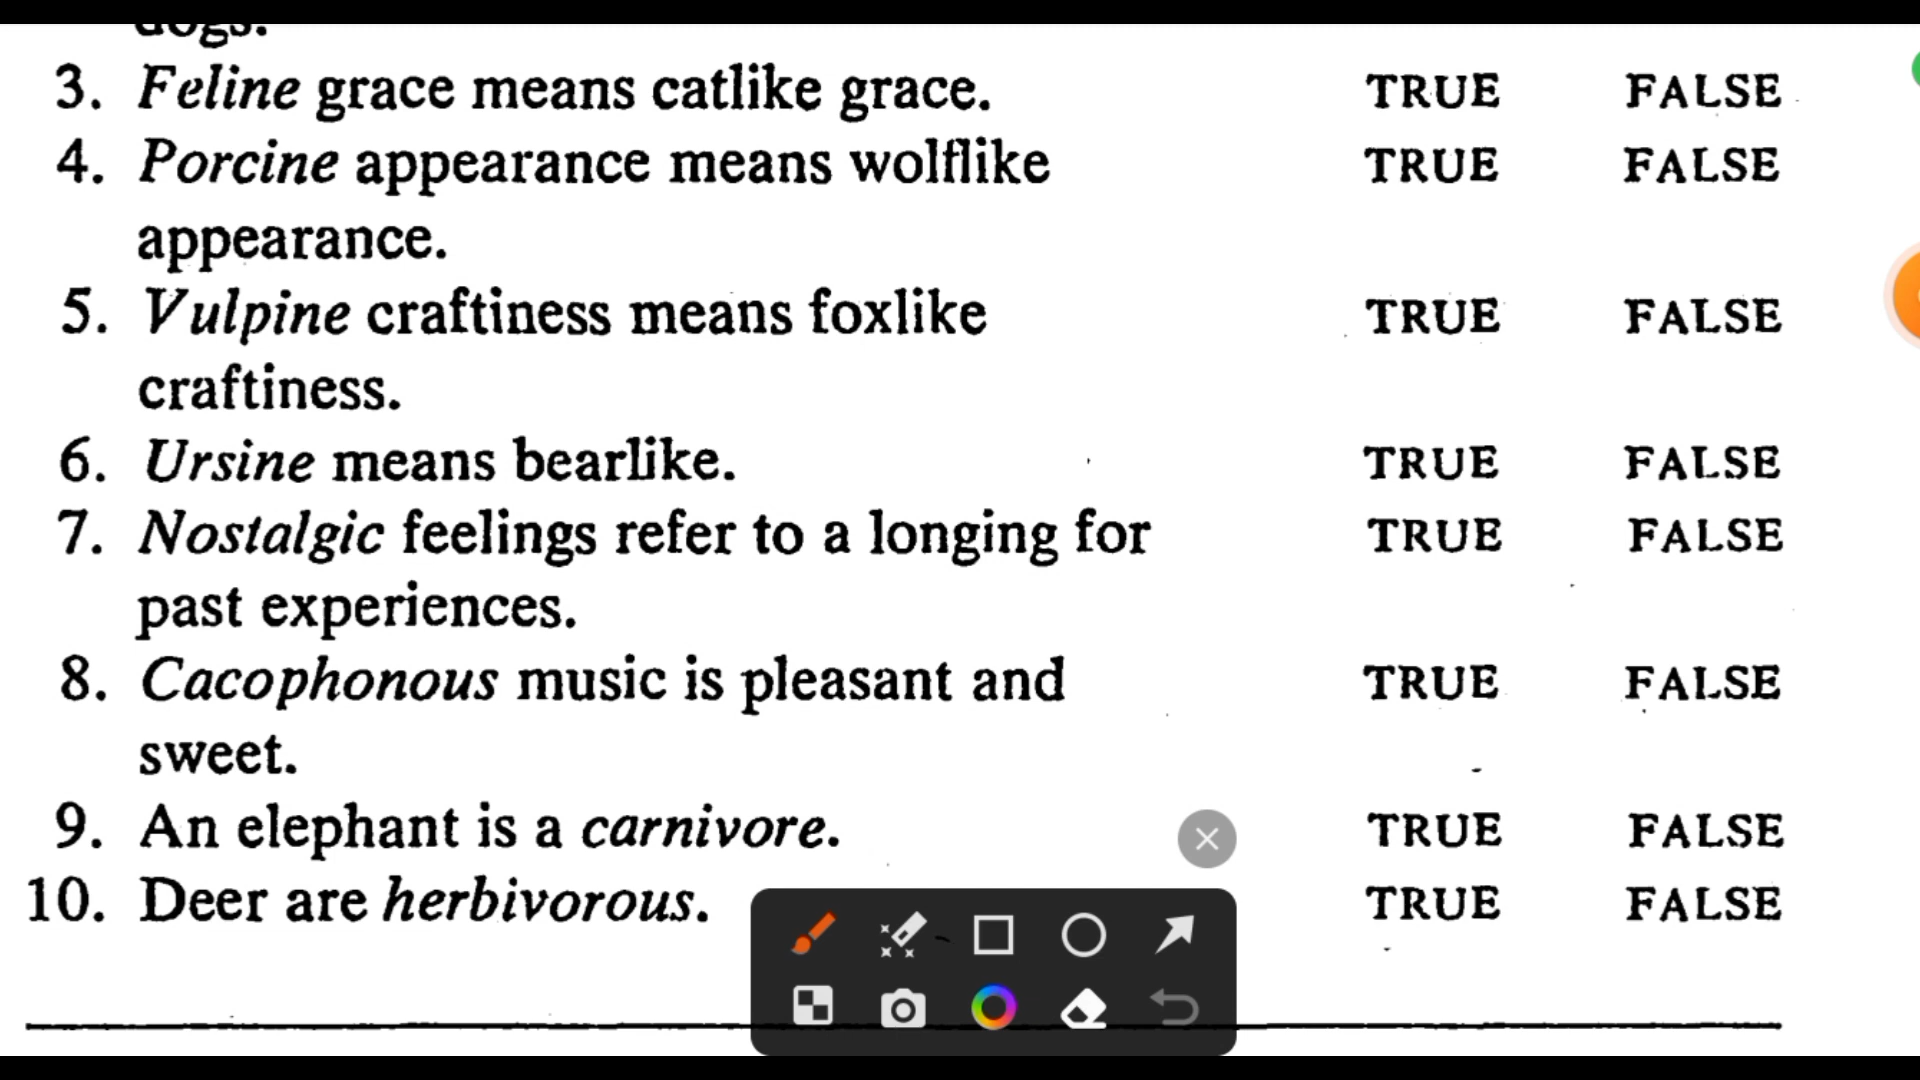 dogs.
3. Feline grace means catlike grace. TRUE FALSE
4. Porcine appearance means wolflike TRUE FALSE
appearance.
5. Vulpine craftiness means foxlike TRUE FALSE
craftiness.
6. Ursine means bearlike. TRUE FALSE
7. Nostalgic feelings refer to a longing for TRUE FALSE
past experiences.
8. Cacophonous music is pleasant and TRUE FALSE
sweet.
9. An elephant is a carnivore. TRUE FALSE
10. Deer are herbivorous. TRUE FALSE